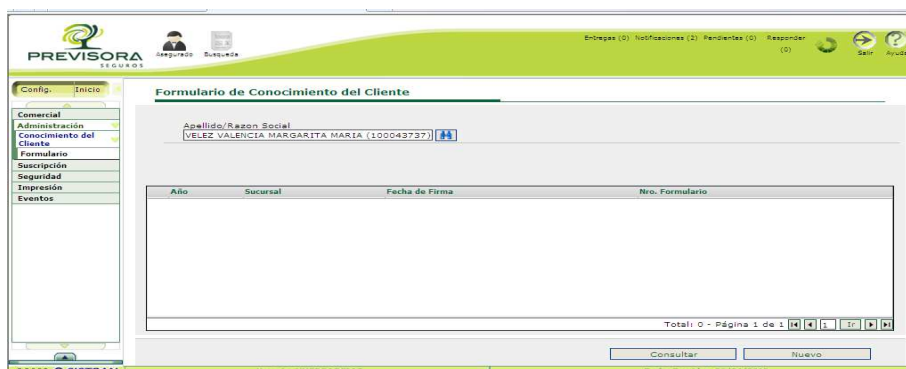 PREVISORA
SEGUROS
Asegurado Busqueda
Entregas (0) Notificaciones (2) Pendientes (0) Responder (0)
Salir Ayuda
Config. Inicio
Formulario de Conocimiento del Cliente
Comercial
Administración
Conocimiento del
Cliente
Formulario
Suscripción
Seguridad
Impresión
Eventos
Apellido/Razon Social
VELEZ VALENCIA MARGARITA MARIA (100043737)
Año Sucursal Fecha de Firma Nro. Formulario
Total: 0 - Página 1 de 1 1 Ir
Consultar Nuevo